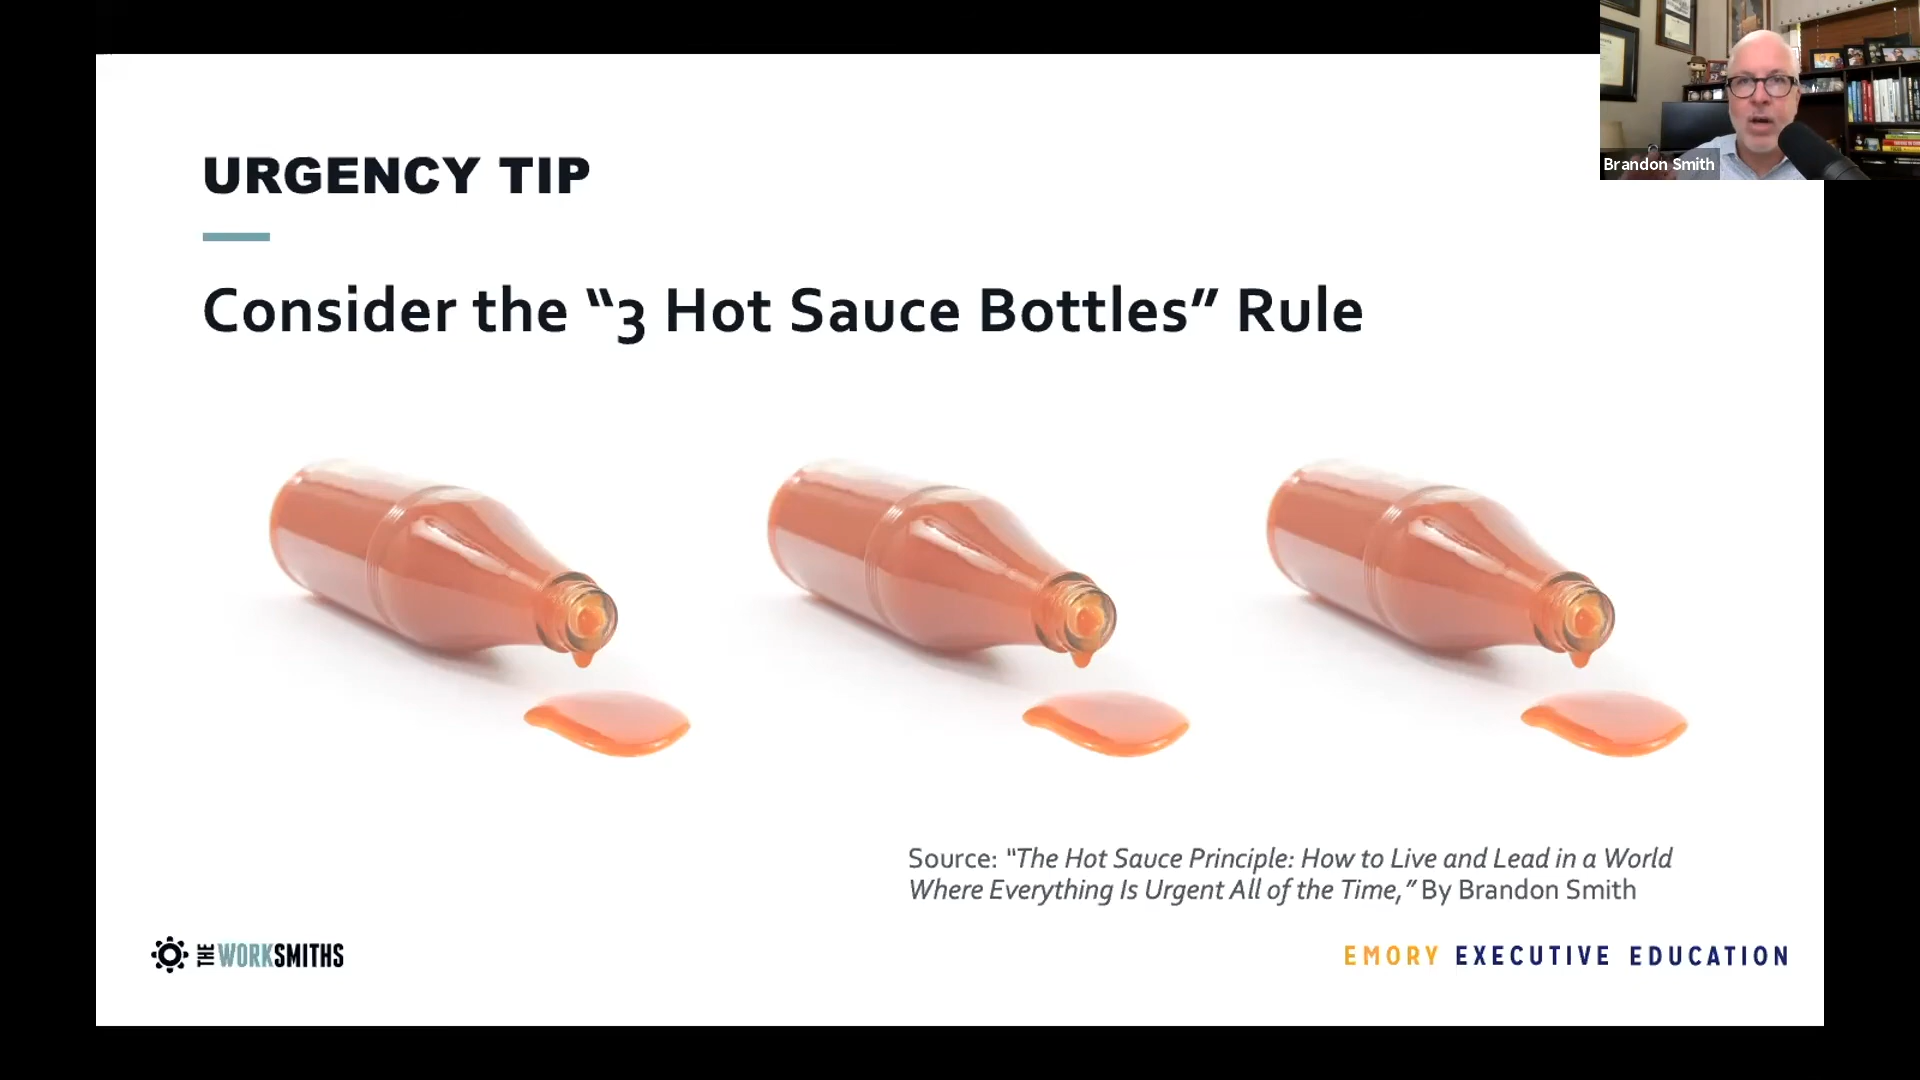 Brandon Smith
URGENCY TIP
Consider the “3 Hot Sauce Bottles” Rule
Source: “The Hot Sauce Principle: How to Live and Lead in a World
Where Everything Is Urgent All of the Time,” By Brandon Smith
THE WORKSMITHS
EMORY EXECUTIVE EDUCATION